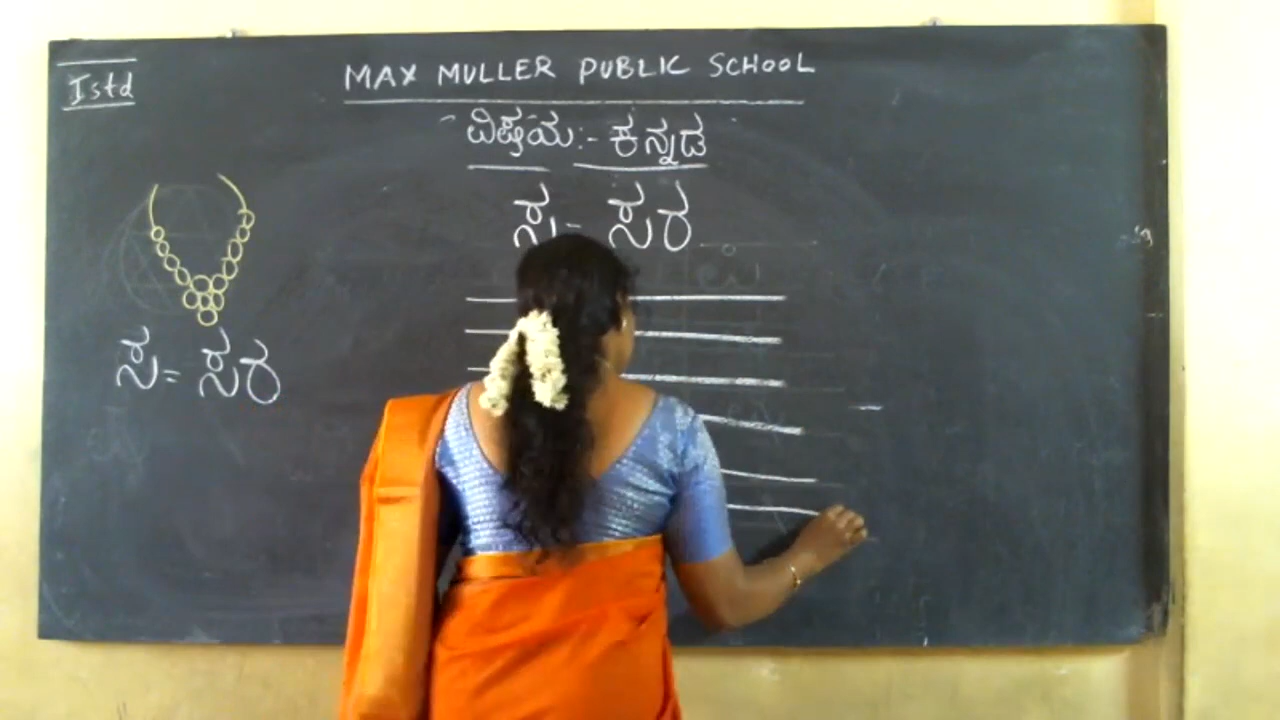 Istd
MAX MULLER PUBLIC SCHOOL
ವಿಷಯ:- ಕನ್ನಡ
ಸ - ಸರ
ಸ = ಸರ